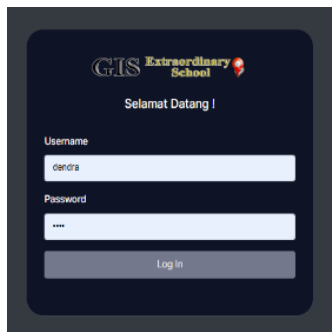 GIS Extraordinary
School
Selamat Datang !
Username
dendra
Password
••••
Log In